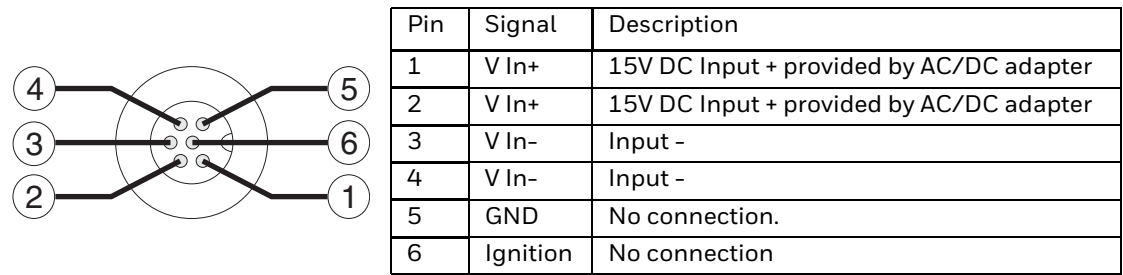 4
5
3
6
2
1
Pin Signal Description
1 V In+ 15V DC Input + provided by AC/DC adapter
2 V In+ 15V DC Input + provided by AC/DC adapter
3 V In- Input -
4 V In- Input -
5 GND No connection.
6 Ignition No connection